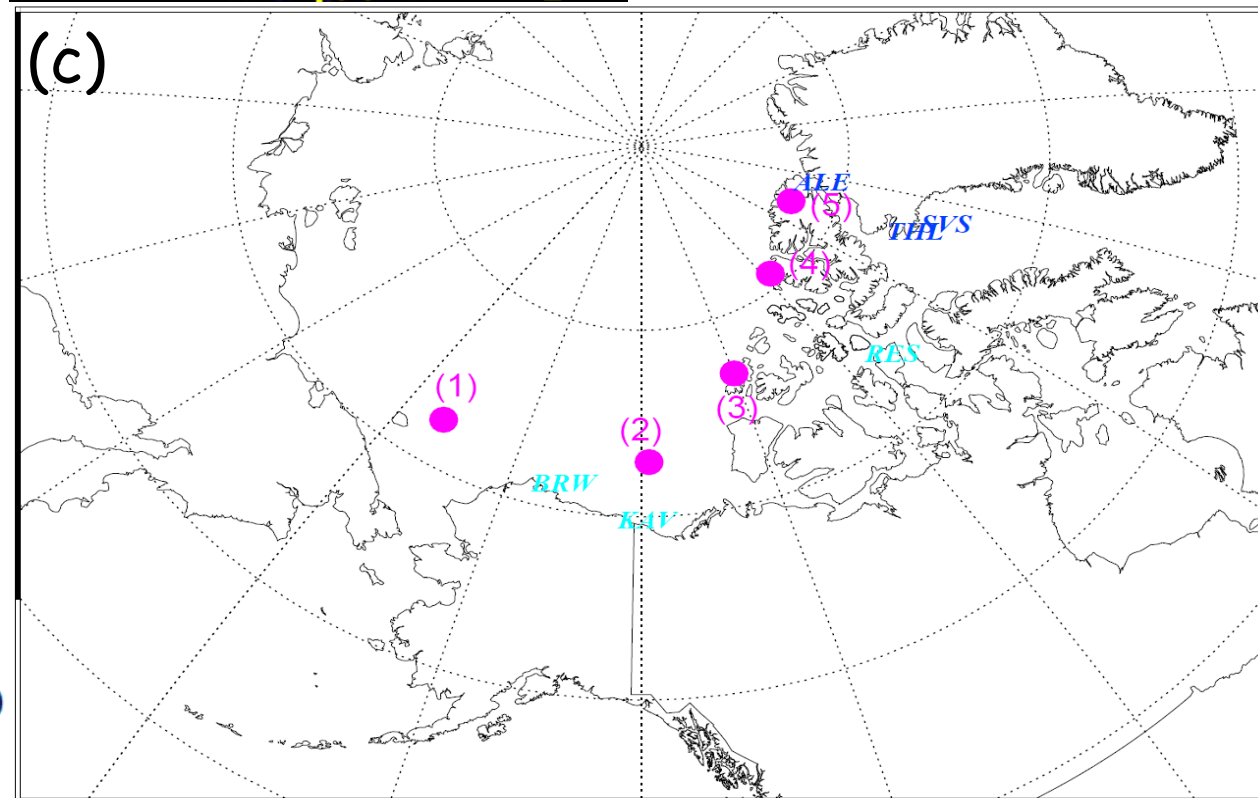 (c)
ALE
(5)
THL
SVS
(4)
RES
(1)
(3)
(2)
BRW
KAV